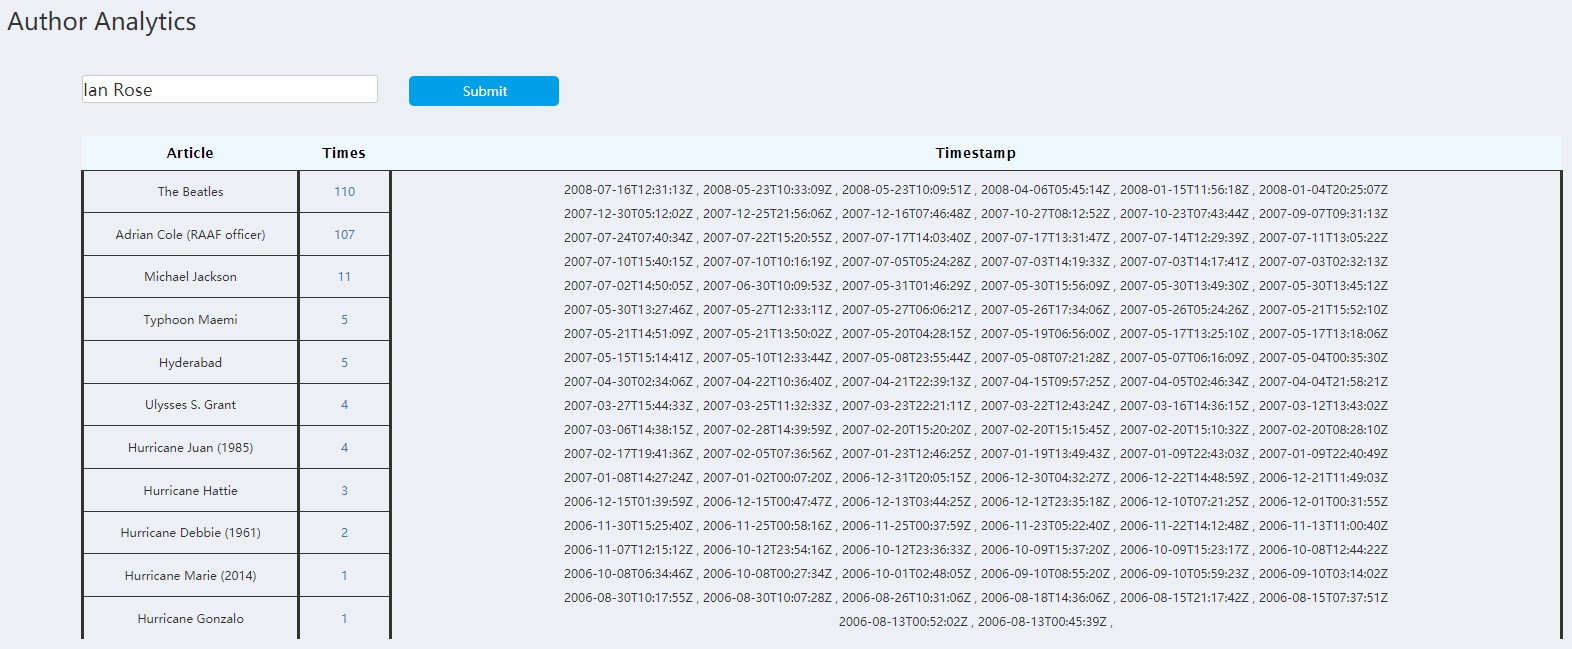 Author Analytics
Ian Rose
Submit
Article Times Timestamp
The Beatles 110
Adrian Cole (RAAF officer) 107
Michael Jackson 11
Typhoon Maemi 5
Hyderabad 5
Ulysses S. Grant 4
Hurricane Juan (1985) 4
Hurricane Hattie 3
Hurricane Debbie (1961) 2
Hurricane Marie (2014) 1
Hurricane Gonzalo 1
2008-07-16T12:31:13Z , 2008-05-23T10:33:09Z , 2008-05-23T10:09:51Z , 2008-04-06T05:45:14Z , 2008-01-15T11:56:18Z , 2008-01-04T20:25:07Z
2007-12-30T05:12:02Z , 2007-12-25T21:56:06Z , 2007-12-16T07:46:48Z , 2007-10-27T08:12:52Z , 2007-10-23T07:43:44Z , 2007-09-07T09:31:13Z
2007-07-24T07:40:34Z , 2007-07-22T15:20:55Z , 2007-07-17T14:03:40Z , 2007-07-17T13:31:47Z , 2007-07-14T12:29:39Z , 2007-07-11T13:05:22Z
2007-07-10T15:40:15Z , 2007-07-10T10:16:19Z , 2007-07-05T05:24:28Z , 2007-07-03T14:19:33Z , 2007-07-03T14:17:41Z , 2007-07-03T02:32:13Z
2007-07-02T14:50:05Z , 2007-06-30T10:09:53Z , 2007-05-31T01:46:29Z , 2007-05-30T15:56:09Z , 2007-05-30T13:49:30Z , 2007-05-30T13:45:12Z
2007-05-30T13:27:46Z , 2007-05-27T12:33:11Z , 2007-05-27T06:06:21Z , 2007-05-26T17:34:06Z , 2007-05-26T05:24:26Z , 2007-05-21T15:52:10Z
2007-05-21T14:51:09Z , 2007-05-21T13:50:02Z , 2007-05-20T04:28:15Z , 2007-05-19T06:56:00Z , 2007-05-17T13:25:10Z , 2007-05-17T13:18:06Z
2007-05-15T15:14:41Z , 2007-05-10T12:33:44Z , 2007-05-08T23:55:44Z , 2007-05-08T07:21:28Z , 2007-05-07T06:16:09Z , 2007-05-04T00:35:30Z
2007-04-30T02:34:06Z , 2007-04-22T10:36:40Z , 2007-04-21T22:39:13Z , 2007-04-15T09:57:25Z , 2007-04-05T02:46:34Z , 2007-04-04T21:58:21Z
2007-03-27T15:44:33Z , 2007-03-25T11:32:33Z , 2007-03-23T22:21:11Z , 2007-03-22T12:43:24Z , 2007-03-16T14:36:15Z , 2007-03-12T13:43:02Z
2007-03-06T14:38:15Z , 2007-02-28T14:39:59Z , 2007-02-20T15:20:20Z , 2007-02-20T15:15:45Z , 2007-02-20T15:10:32Z , 2007-02-20T08:28:10Z
2007-02-17T19:41:36Z , 2007-02-05T07:36:56Z , 2007-01-23T12:46:25Z , 2007-01-19T13:49:43Z , 2007-01-09T22:43:03Z , 2007-01-09T22:40:49Z
2007-01-08T14:27:24Z , 2007-01-02T00:07:20Z , 2006-12-31T20:05:15Z , 2006-12-30T04:32:27Z , 2006-12-22T14:48:59Z , 2006-12-21T11:49:03Z
2006-12-15T01:39:59Z , 2006-12-15T00:47:47Z , 2006-12-13T03:44:25Z , 2006-12-12T23:35:18Z , 2006-12-10T07:21:25Z , 2006-12-01T00:31:55Z
2006-11-30T15:25:40Z , 2006-11-25T00:58:16Z , 2006-11-25T00:37:59Z , 2006-11-23T05:22:40Z , 2006-11-22T14:12:48Z , 2006-11-13T11:00:40Z
2006-11-07T12:15:12Z , 2006-10-12T23:54:16Z , 2006-10-12T23:36:33Z , 2006-10-09T15:37:20Z , 2006-10-09T15:23:17Z , 2006-10-08T12:44:22Z
2006-10-08T06:34:46Z , 2006-10-08T00:27:34Z , 2006-10-01T02:48:05Z , 2006-09-10T08:55:20Z , 2006-09-10T05:59:23Z , 2006-09-10T03:14:02Z
2006-08-30T10:17:55Z , 2006-08-30T10:07:28Z , 2006-08-26T10:31:06Z , 2006-08-18T14:36:06Z , 2006-08-15T21:17:42Z , 2006-08-15T07:37:51Z
2006-08-13T00:52:02Z , 2006-08-13T00:45:39Z ,